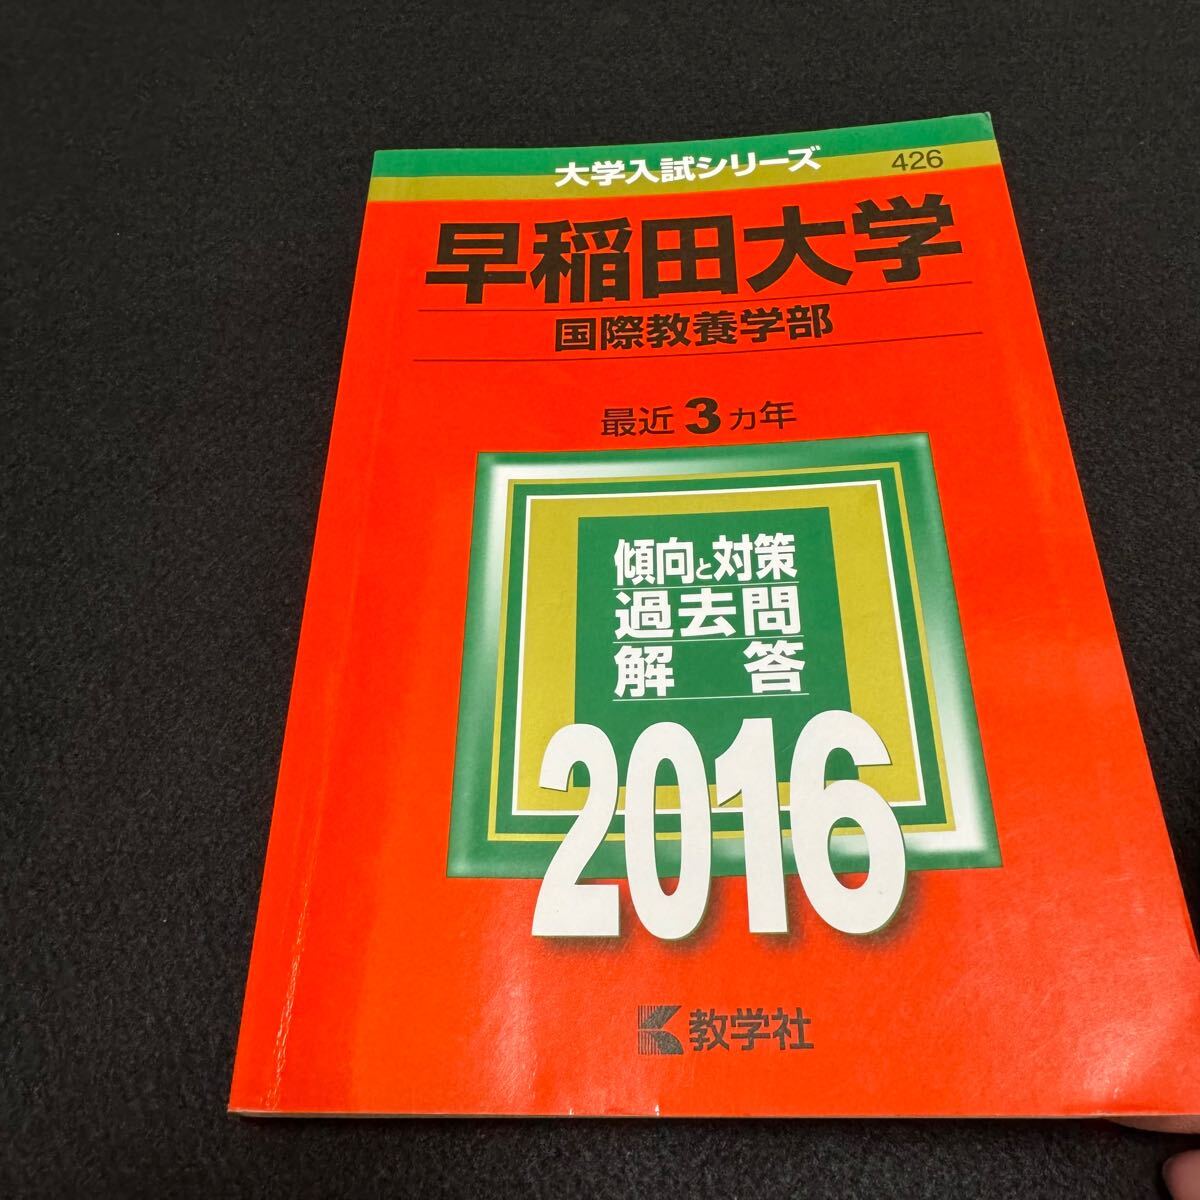 大学入試シリーズ 426
早稲田大学
国際教養学部
最近3カ年
傾向と対策
過去問
解答
2016
教学社